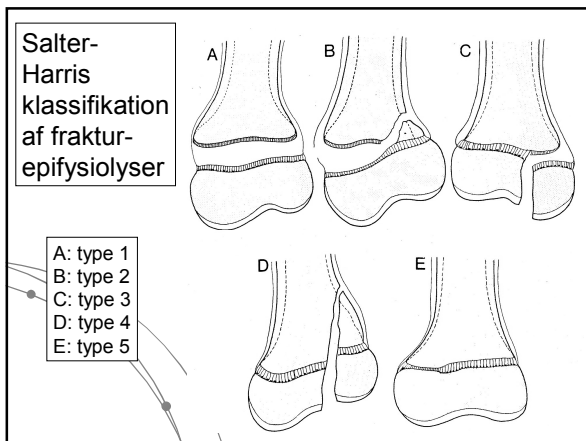 Salter-
Harris
klassifikation
af fraktur-
epifysiolyser
A
B
C
A: type 1
B: type 2
C: type 3
D: type 4
E: type 5
D
E